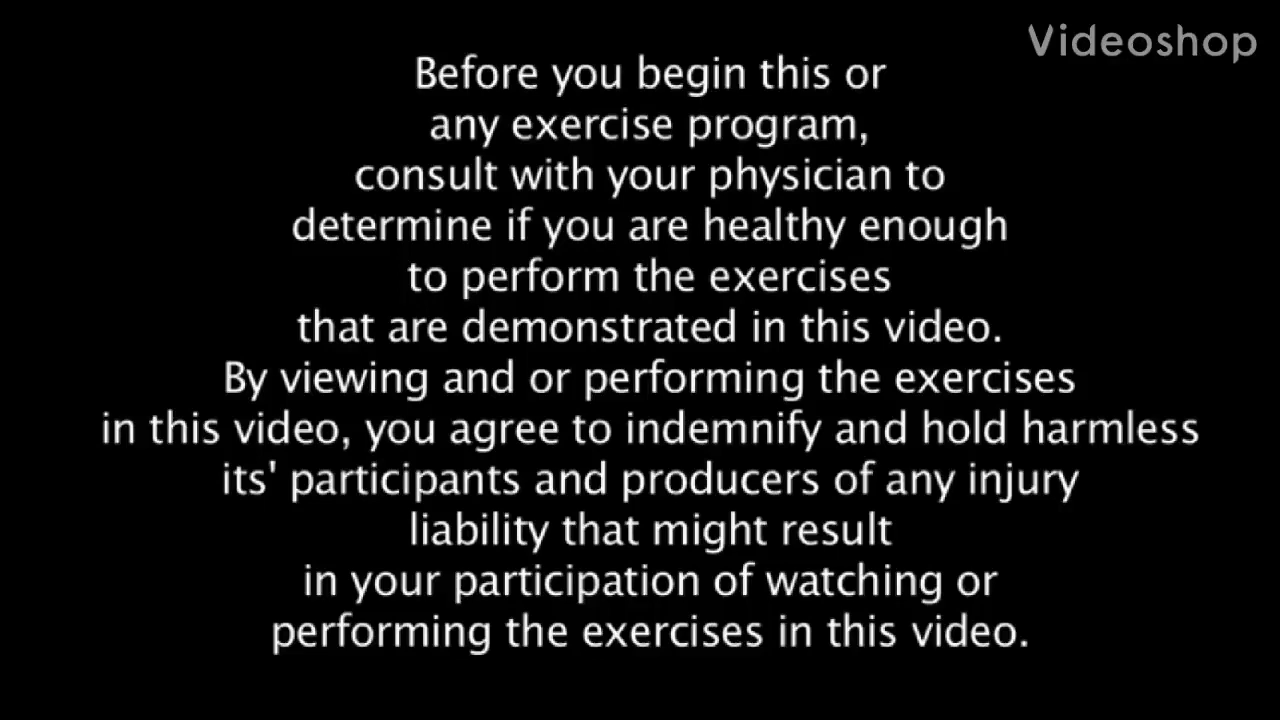 Videoshop
Before you begin this or
any exercise program,
consult with your physician to
determine if you are healthy enough
to perform the exercises
that are demonstrated in this video.
By viewing and or performing the exercises
in this video, you agree to indemnify and hold harmless
its' participants and producers of any injury
liability that might result
in your participation of watching or
performing the exercises in this video.